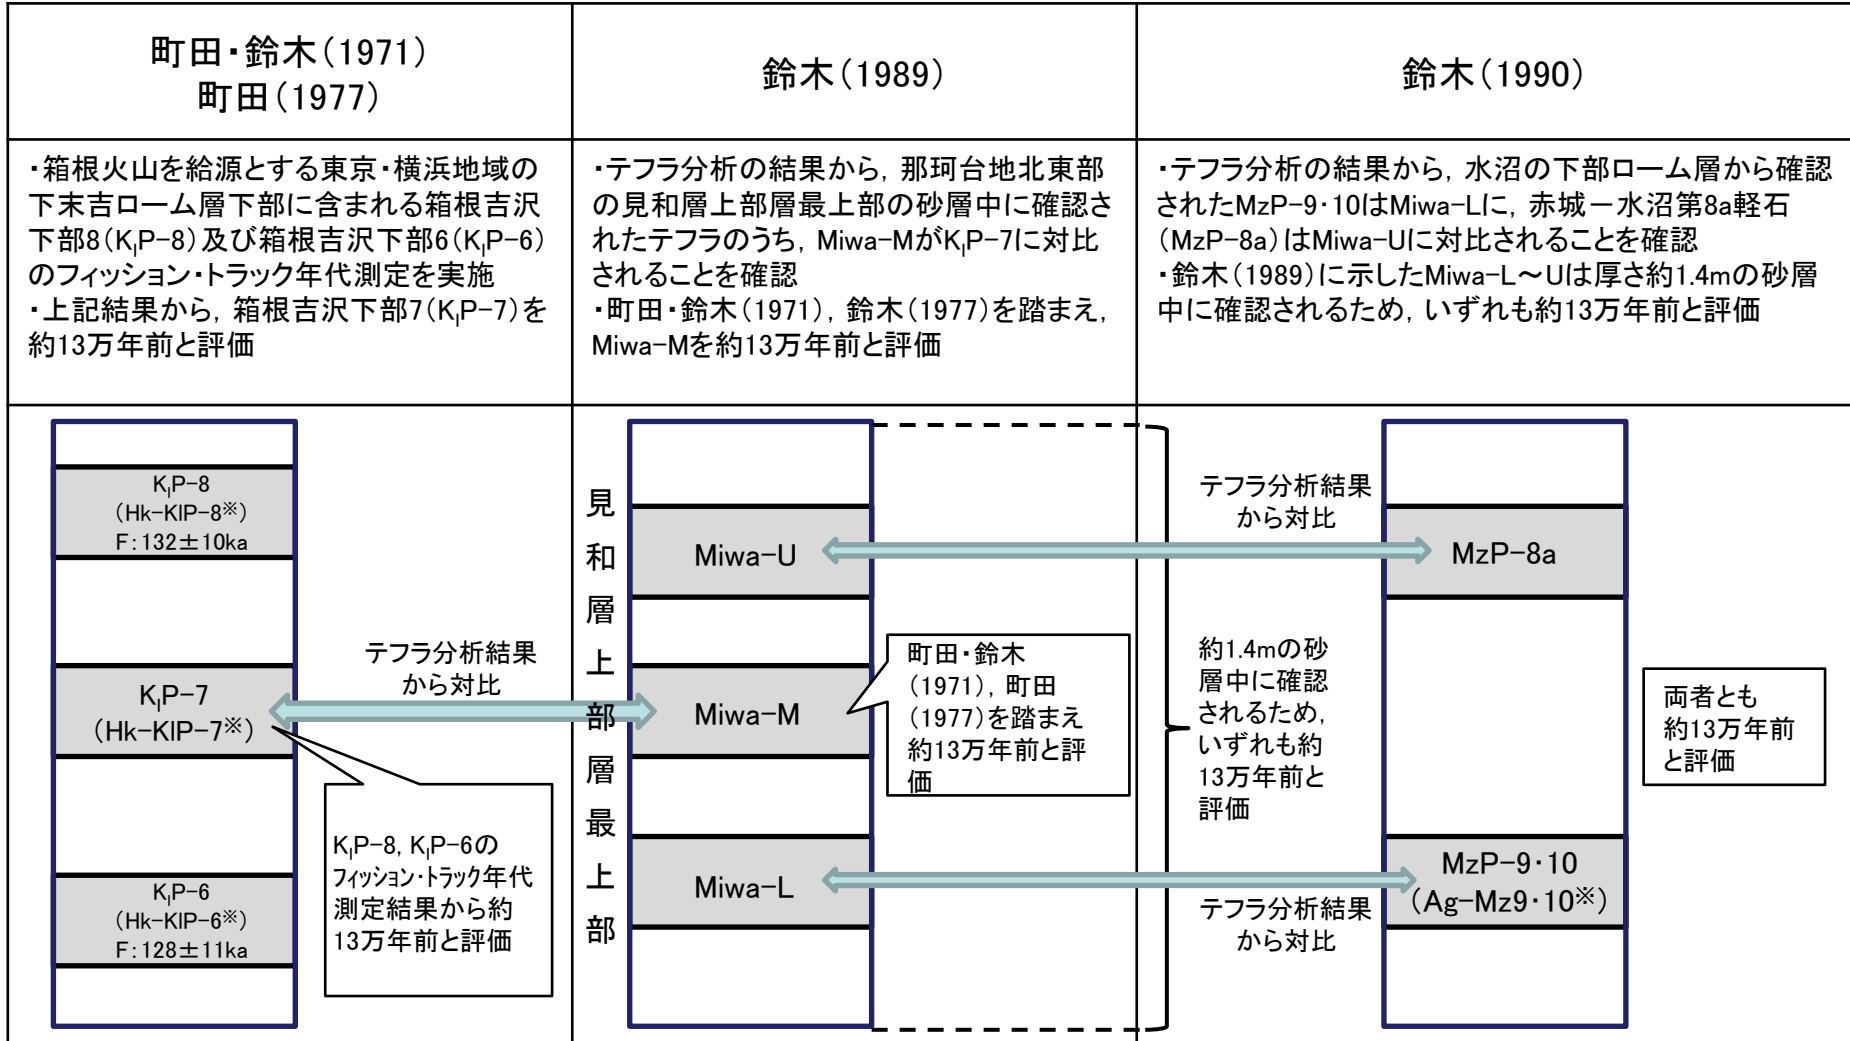 町田・鈴木(1971)
町田(1977)
鈴木(1989)
鈴木(1990)
・箱根火山を給源とする東京・横浜地域の
下末吉ローム層下部に含まれる箱根吉沢
下部8(KlP-8)及び箱根吉沢下部6(KlP-6)
のフィッション・トラック年代測定を実施
・上記結果から，箱根吉沢下部7(KlP-7)を
約13万年前と評価
・テフラ分析の結果から，那珂台地北東部
の見和層上部層最上部の砂層中に確認さ
れたテフラのうち，Miwa-MがKlP-7に対比
されることを確認
・町田・鈴木(1971)，鈴木(1977)を踏まえ，
Miwa-Mを約13万年前と評価
・テフラ分析の結果から，水沼の下部ローム層から確認
されたMzP-9・10はMiwa-Lに，赤城－水沼第8a軽石
(MzP-8a)はMiwa-Uに対比されることを確認
・鈴木(1989)に示したMiwa-L～Uは厚さ約1.4mの砂層
中に確認されるため，いずれも約13万年前と評価
KlP-8
(Hk-KlP-8※)
F:132±10ka
KlP-7
(Hk-KlP-7※)
KlP-6
(Hk-KlP-6※)
F:128±11ka
テフラ分析結果
から対比
KlP-8, KlP-6の
フィッション・トラック年代
測定結果から約
13万年前と評価
見和層上部層最上部
Miwa-U
Miwa-M
Miwa-L
町田・鈴木
(1971)，町田
(1977)を踏まえ
約13万年前と評
価
テフラ分析結果
から対比
約1.4mの砂
層中に確認
されるため，
いずれも約
13万年前と
評価
テフラ分析結果
から対比
MzP-8a
MzP-9・10
(Ag-Mz9・10※)
両者とも
約13万年前
と評価